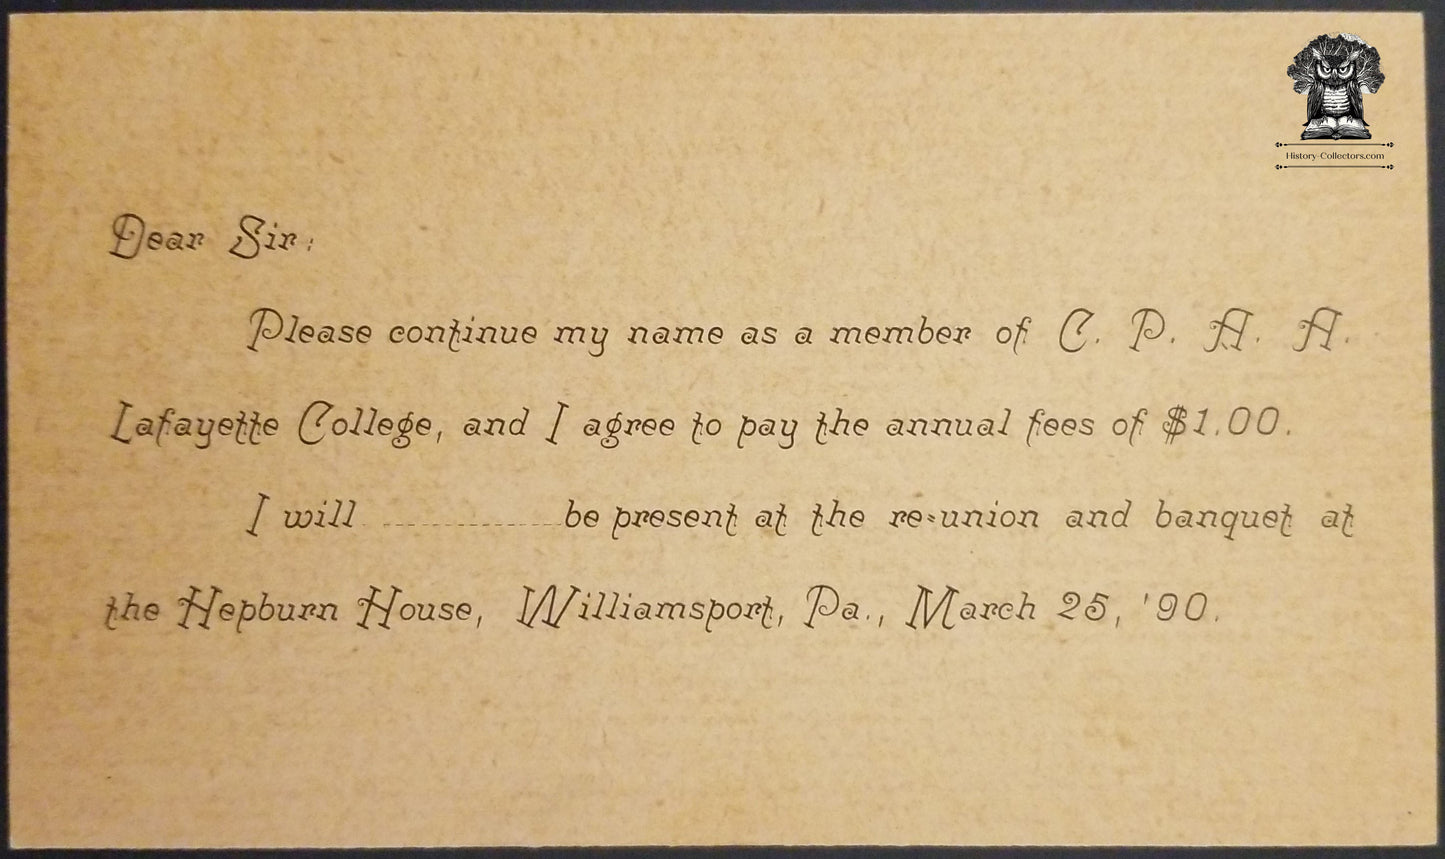 History-Collectors.com
Dear Sir:
Please continue my name as a member of C. P. A. A.
Lafayette College, and I agree to pay the annual fees of $1.00.
I will ............... be present at the re-union and banquet at
the Hepburn House, Williamsport, Pa., March 25, '90.